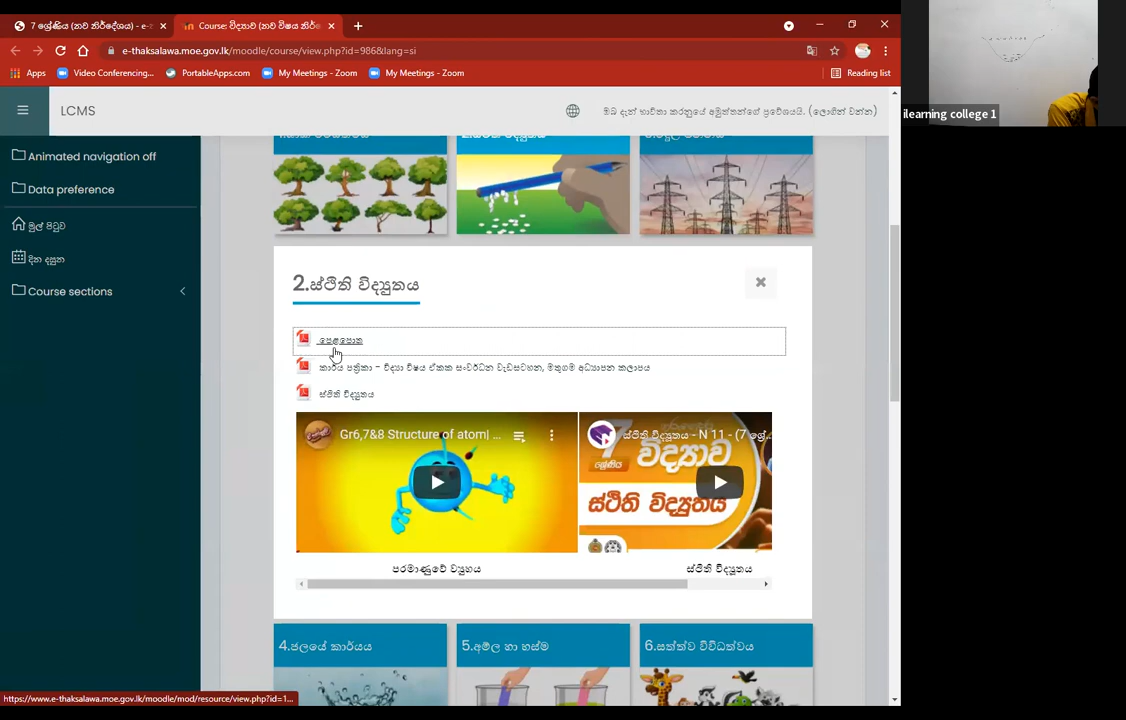 7 ශ්‍රේණිය (නව නිර්දේශය) - e-
Course: විද්‍යාව (නව විෂය නිර්
e-thaksalawa.moe.gov.lk/moodle/course/view.php?id=986&lang=si
Apps
Video Conferencing...
PortableApps.com
My Meetings - Zoom
My Meetings - Zoom
Reading list
ilearning college 1
LCMS
ඔබ දැන් භාවිතා කරනුයේ අමුත්තන්ගේ ප්‍රවේශයයි. (ලොගින් වන්න)
Animated navigation off
Data preference
මුල් පිටුව
දින දසුන
Course sections
2.ස්ථිති විද්‍යුතය
පෙළපොත
කාර්ය පත්‍රිකා - විද්‍යා විෂය ඒකක සංවර්ධන වැඩසටහන, මතුගම අධ්‍යාපන කලාපය
ස්ථිති විද්‍යුතය
Gr6,7&8 Structure of atom| ...
ස්ථිති විද්‍යුතය - N 11 - (7 ශ්‍රේ...
7
ශ්‍රේණිය
විද්‍යාව
ස්ථිති විද්‍යුතය
පරමාණුවේ ව්‍යුහය
ස්ථිති විද්‍යුතය
4.ජලයේ කාර්යය
5.අම්ල හා භස්ම
6.සත්ත්ව විවිධත්වය
https://www.e-thaksalawa.moe.gov.lk/moodle/mod/resource/view.php?id=1...